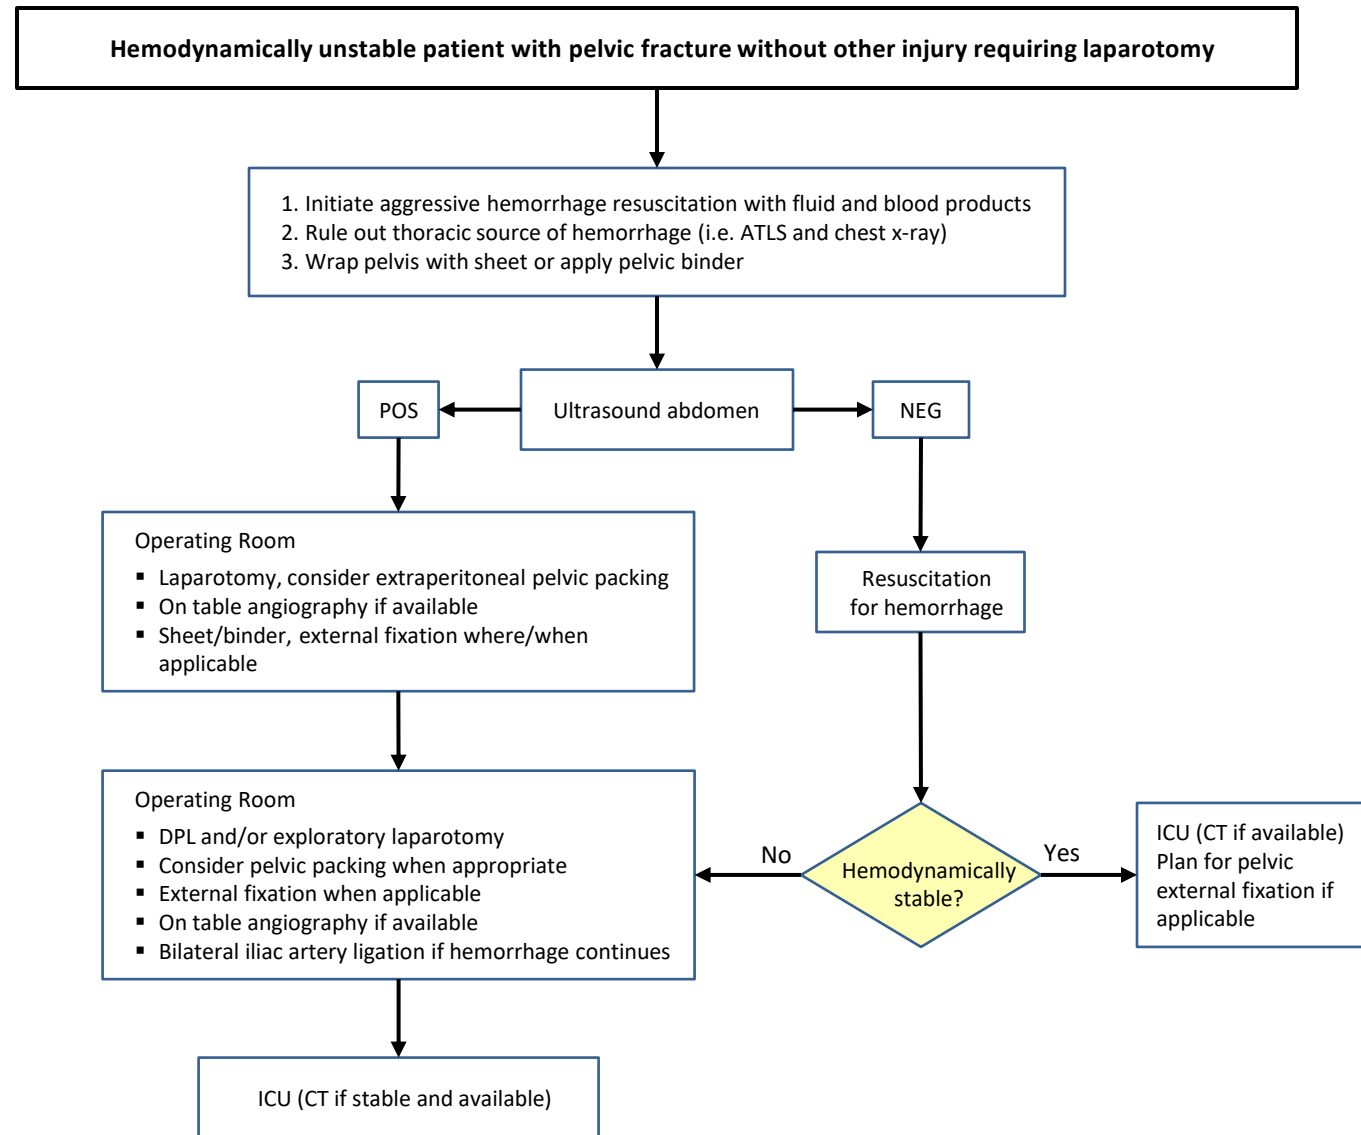 Hemodynamically unstable patient with pelvic fracture without other injury requiring laparotomy
1. Initiate aggressive hemorrhage resuscitation with fluid and blood products
2. Rule out thoracic source of hemorrhage (i.e. ATLS and chest x-ray)
3. Wrap pelvis with sheet or apply pelvic binder
POS
Ultrasound abdomen
NEG
Operating Room
▪ Laparotomy, consider extraperitoneal pelvic packing
▪ On table angiography if available
▪ Sheet/binder, external fixation where/when
applicable
Resuscitation
for hemorrhage
Operating Room
▪ DPL and/or exploratory laparotomy
▪ Consider pelvic packing when appropriate
▪ External fixation when applicable
▪ On table angiography if available
▪ Bilateral iliac artery ligation if hemorrhage continues
No
Hemodynamically
stable?
Yes
ICU (CT if available)
Plan for pelvic
external fixation if
applicable
ICU (CT if stable and available)